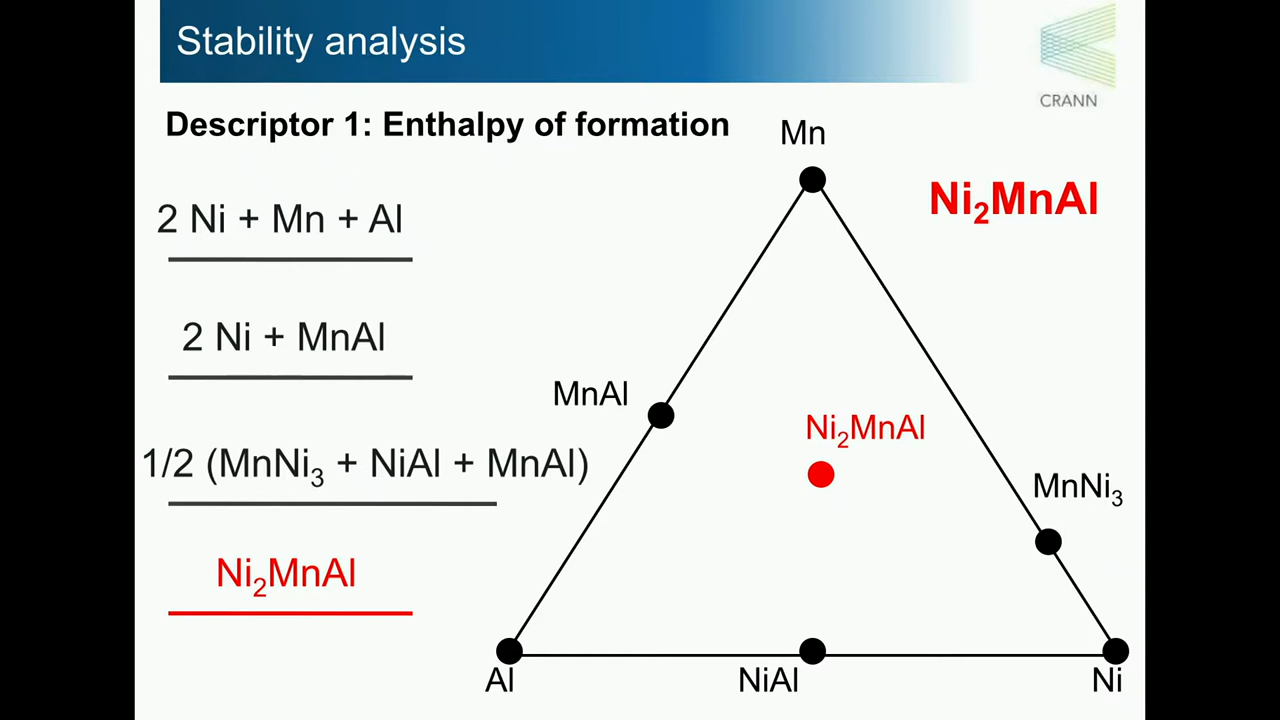 Stability analysis
CRANN
Descriptor 1: Enthalpy of formation
Mn
Ni₂MnAl
2 Ni + Mn + Al
2 Ni + MnAl
MnAl
Ni₂MnAl
1/2 (MnNi₃ + NiAl + MnAl)
MnNi₃
Ni₂MnAl
Al
NiAl
Ni